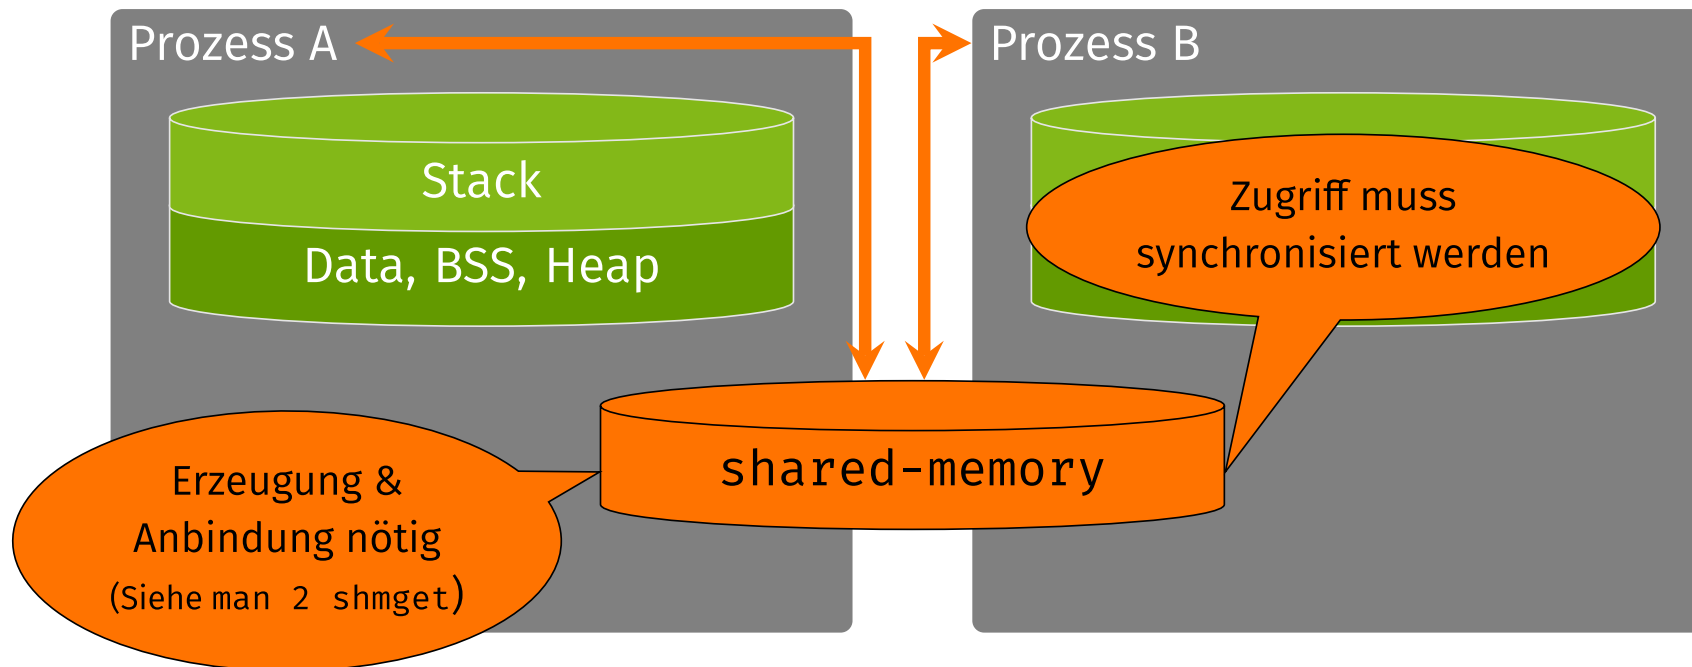 Prozess A
Prozess B
Stack
Data, BSS, Heap
Zugriff muss
synchronisiert werden
shared-memory
Erzeugung &
Anbindung nötig
(Siehe man 2 shmget)